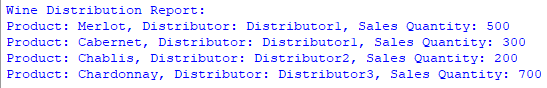 Wine Distribution Report:
Product: Merlot, Distributor: Distributor1, Sales Quantity: 500
Product: Cabernet, Distributor: Distributor1, Sales Quantity: 300
Product: Chablis, Distributor: Distributor2, Sales Quantity: 200
Product: Chardonnay, Distributor: Distributor3, Sales Quantity: 700